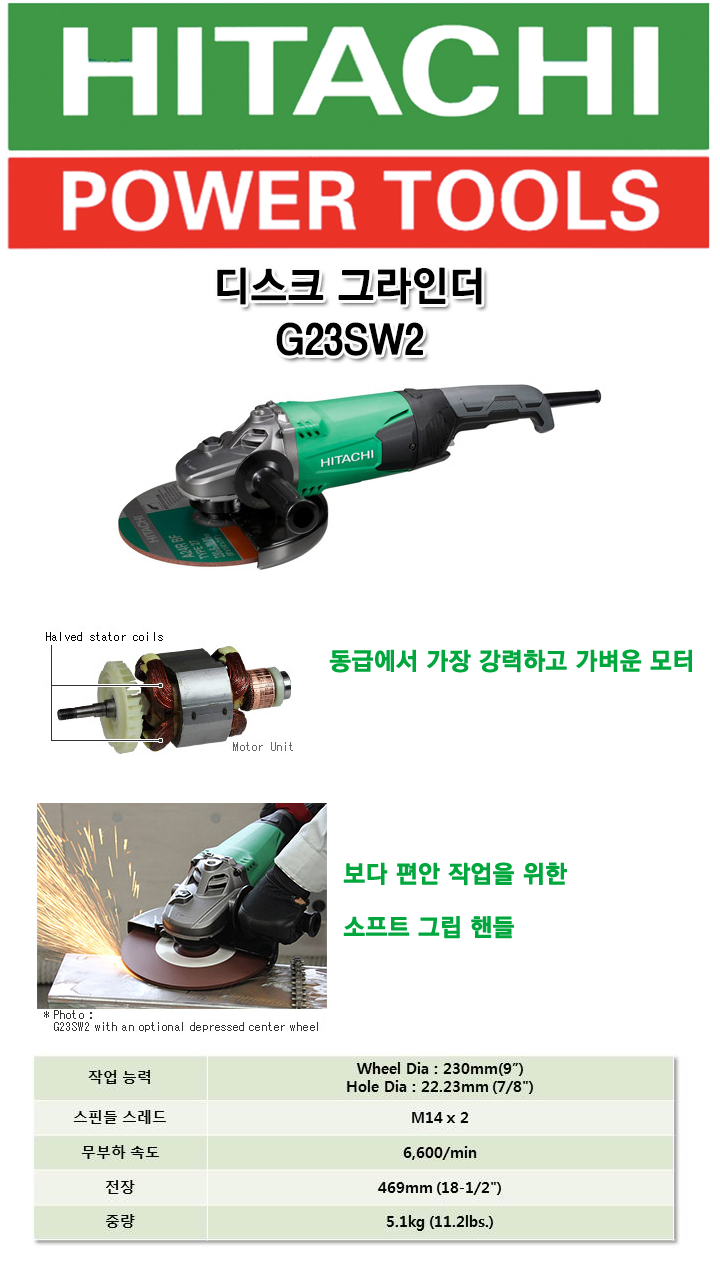 HITACHI
POWER TOOLS
디스크 그라인더
G23SW2
HITACHI
HITACHI
A24R BF
TYPE 27
Halved stator coils
동급에서 가장 강력하고 가벼운 모터
Motor Unit
보다 편안 작업을 위한
소프트 그립 핸들
* Photo :
G23SW2 with an optional depressed center wheel
작업 능력
Wheel Dia : 230mm(9”)
Hole Dia : 22.23mm (7/8")
스핀들 스레드
M14 x 2
무부하 속도
6,600/min
전장
469mm (18-1/2")
중량
5.1kg (11.2lbs.)